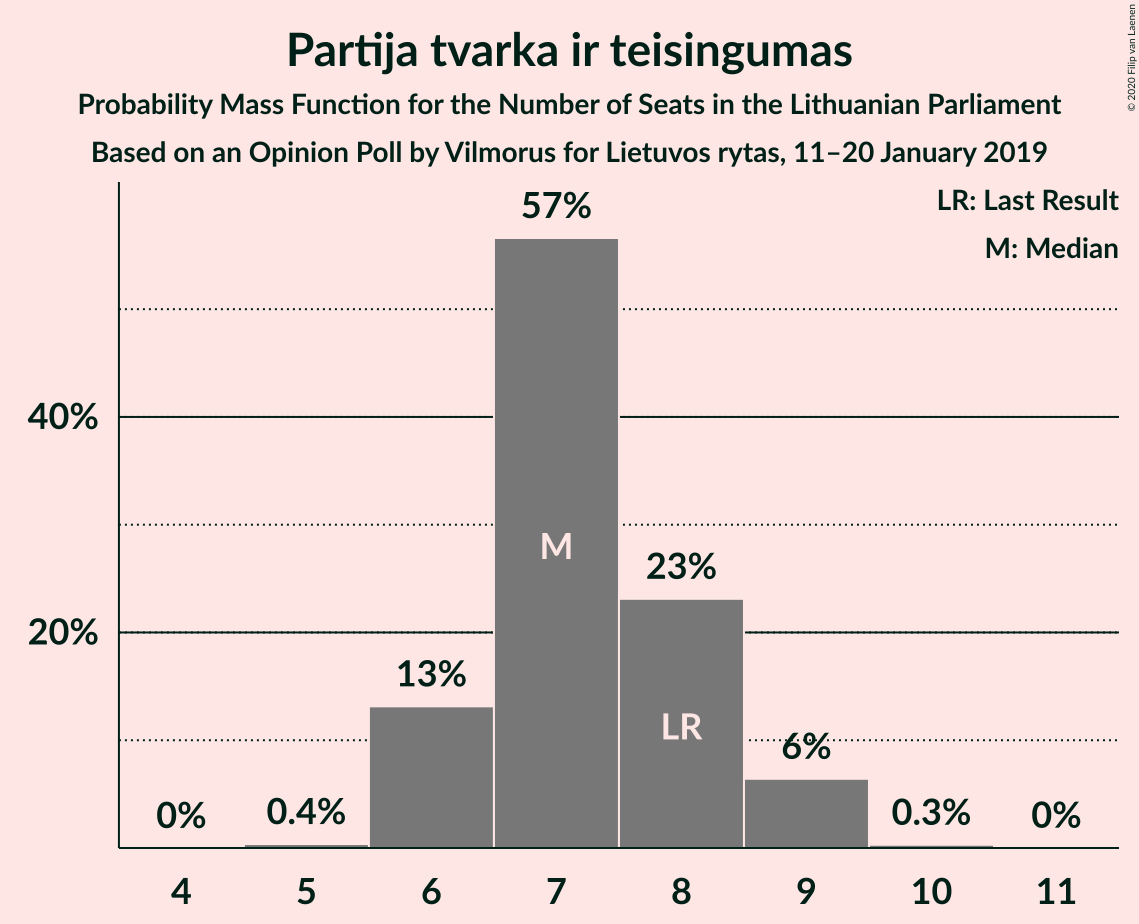 Partija tvarka ir teisingumas
Probability Mass Function for the Number of Seats in the Lithuanian Parliament
Based on an Opinion Poll by Vilmorus for Lietuvos rytas, 11–20 January 2019
© 2020 Filip van Laenen
LR: Last Result
M: Median
57%
40%
M
23%
20%
13%
LR
6%
0%
0.4%
0.3%
0%
4 5 6 7 8 9 10 11